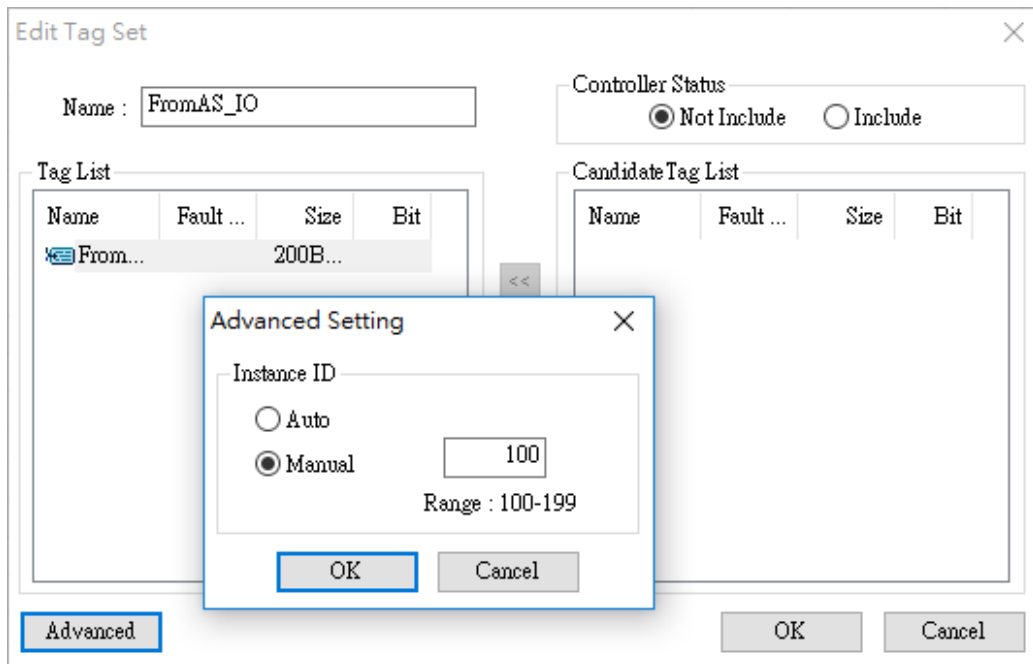 Edit Tag Set
Name : FromAS_IO
Controller Status
Not Include Include
Tag List
Name Fault ... Size Bit
From... 200B...
<<
Candidate Tag List
Name Fault ... Size Bit
Advanced Setting
Instance ID
Auto
Manual 100
Range : 100-199
OK Cancel
Advanced OK Cancel